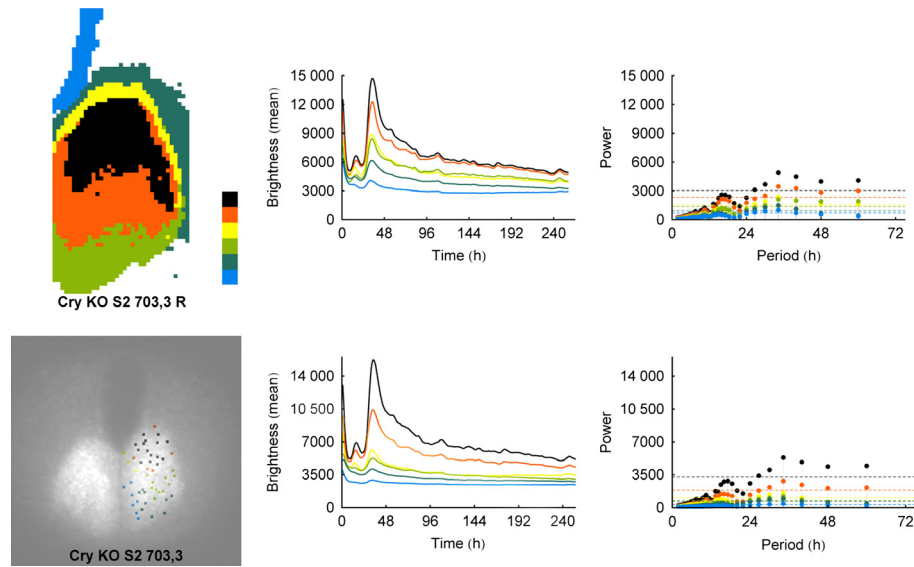 Cry KO S2 703,3 R
Brightness (mean)
15 000
12 000
9000
6000
3000
0
0 48 96 144 192 240
Time (h)
Power
15 000
12 000
9000
6000
3000
0
0 24 48 72
Period (h)
Cry KO S2 703,3
Brightness (mean)
14 000
10 500
7000
3500
0
0 48 96 144 192 240
Time (h)
Power
14 000
10 500
7000
3500
0
0 24 48 72
Period (h)